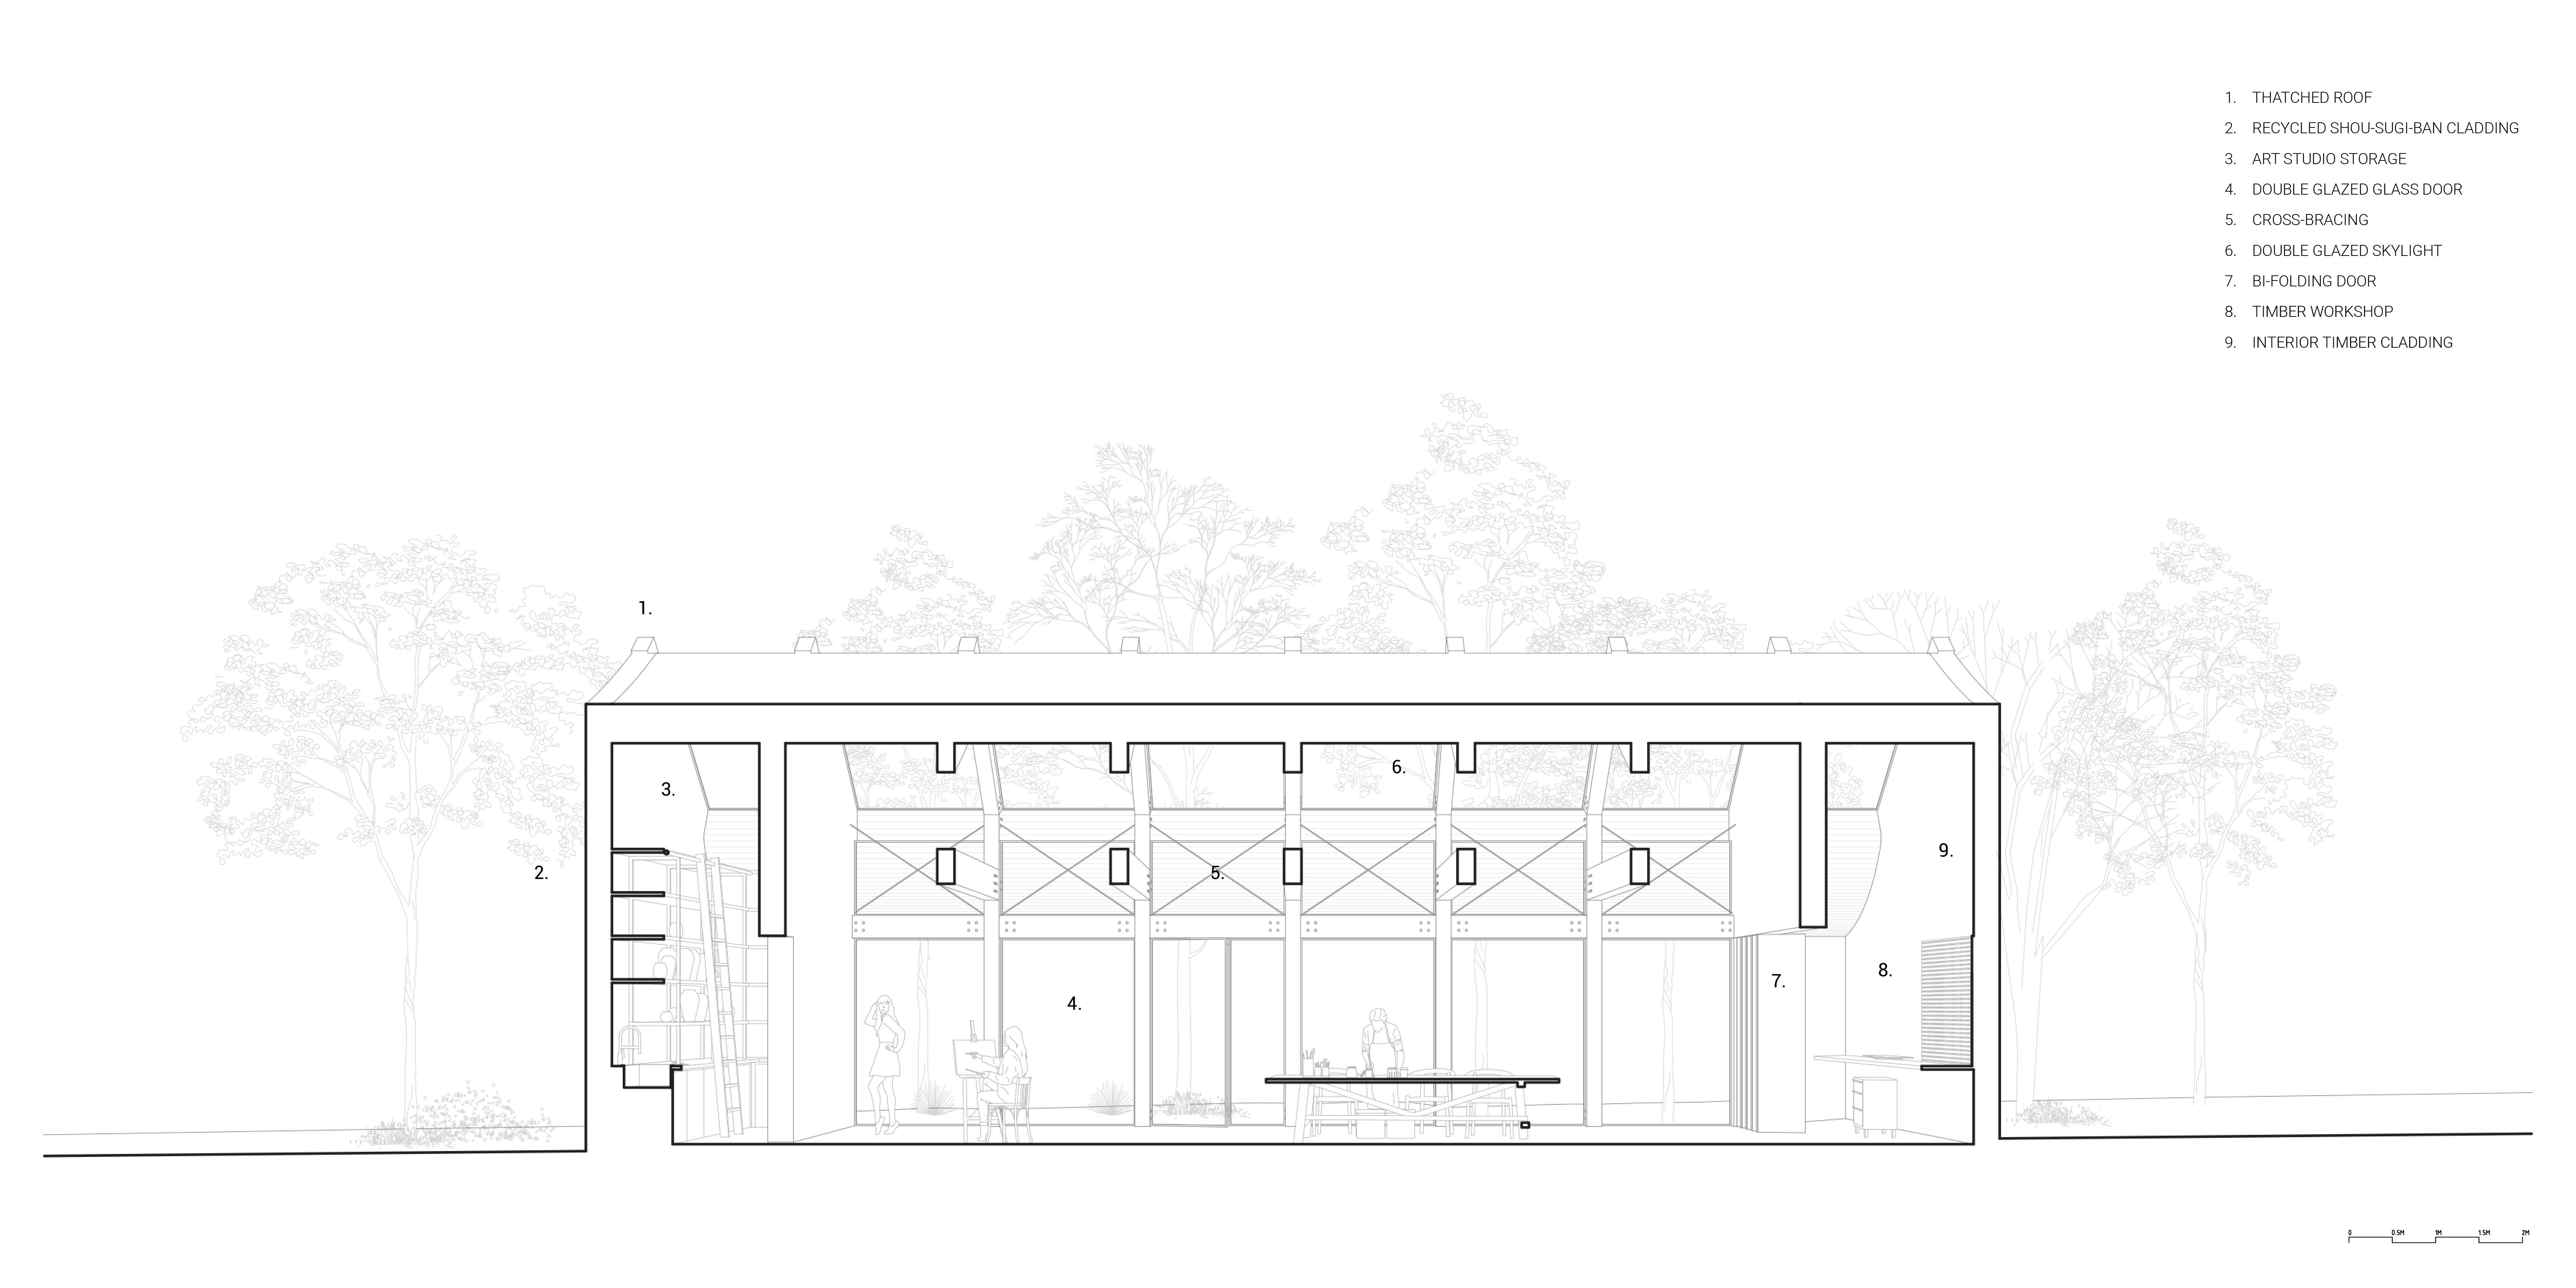 1. THATCHED ROOF
2. RECYCLED SHOU-SUGI-BAN CLADDING
3. ART STUDIO STORAGE
4. DOUBLE GLAZED GLASS DOOR
5. CROSS-BRACING
6. DOUBLE GLAZED SKYLIGHT
7. BI-FOLDING DOOR
8. TIMBER WORKSHOP
9. INTERIOR TIMBER CLADDING
1.
6.
3.
9.
2.
5.
8.
7.
4.
0 0.5M 1M 1.5M 2M